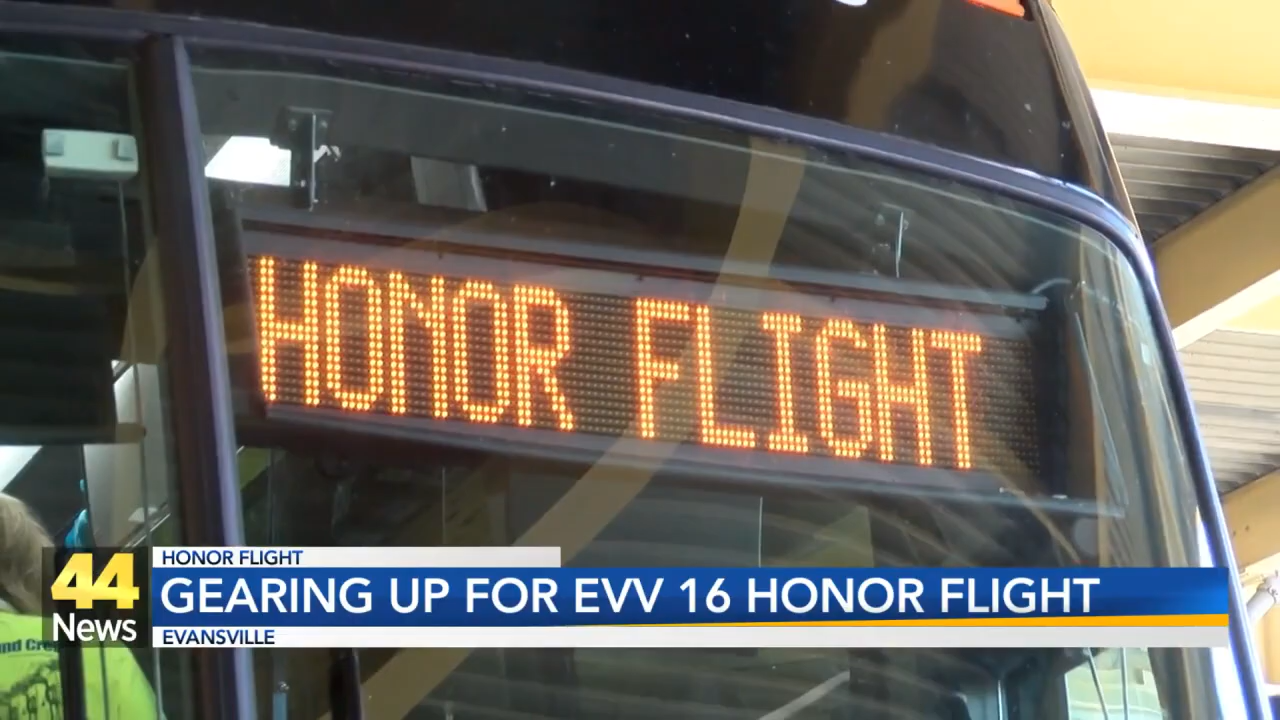 HONOR FLIGHT
44
News
HONOR FLIGHT
GEARING UP FOR EVV 16 HONOR FLIGHT
EVANSVILLE